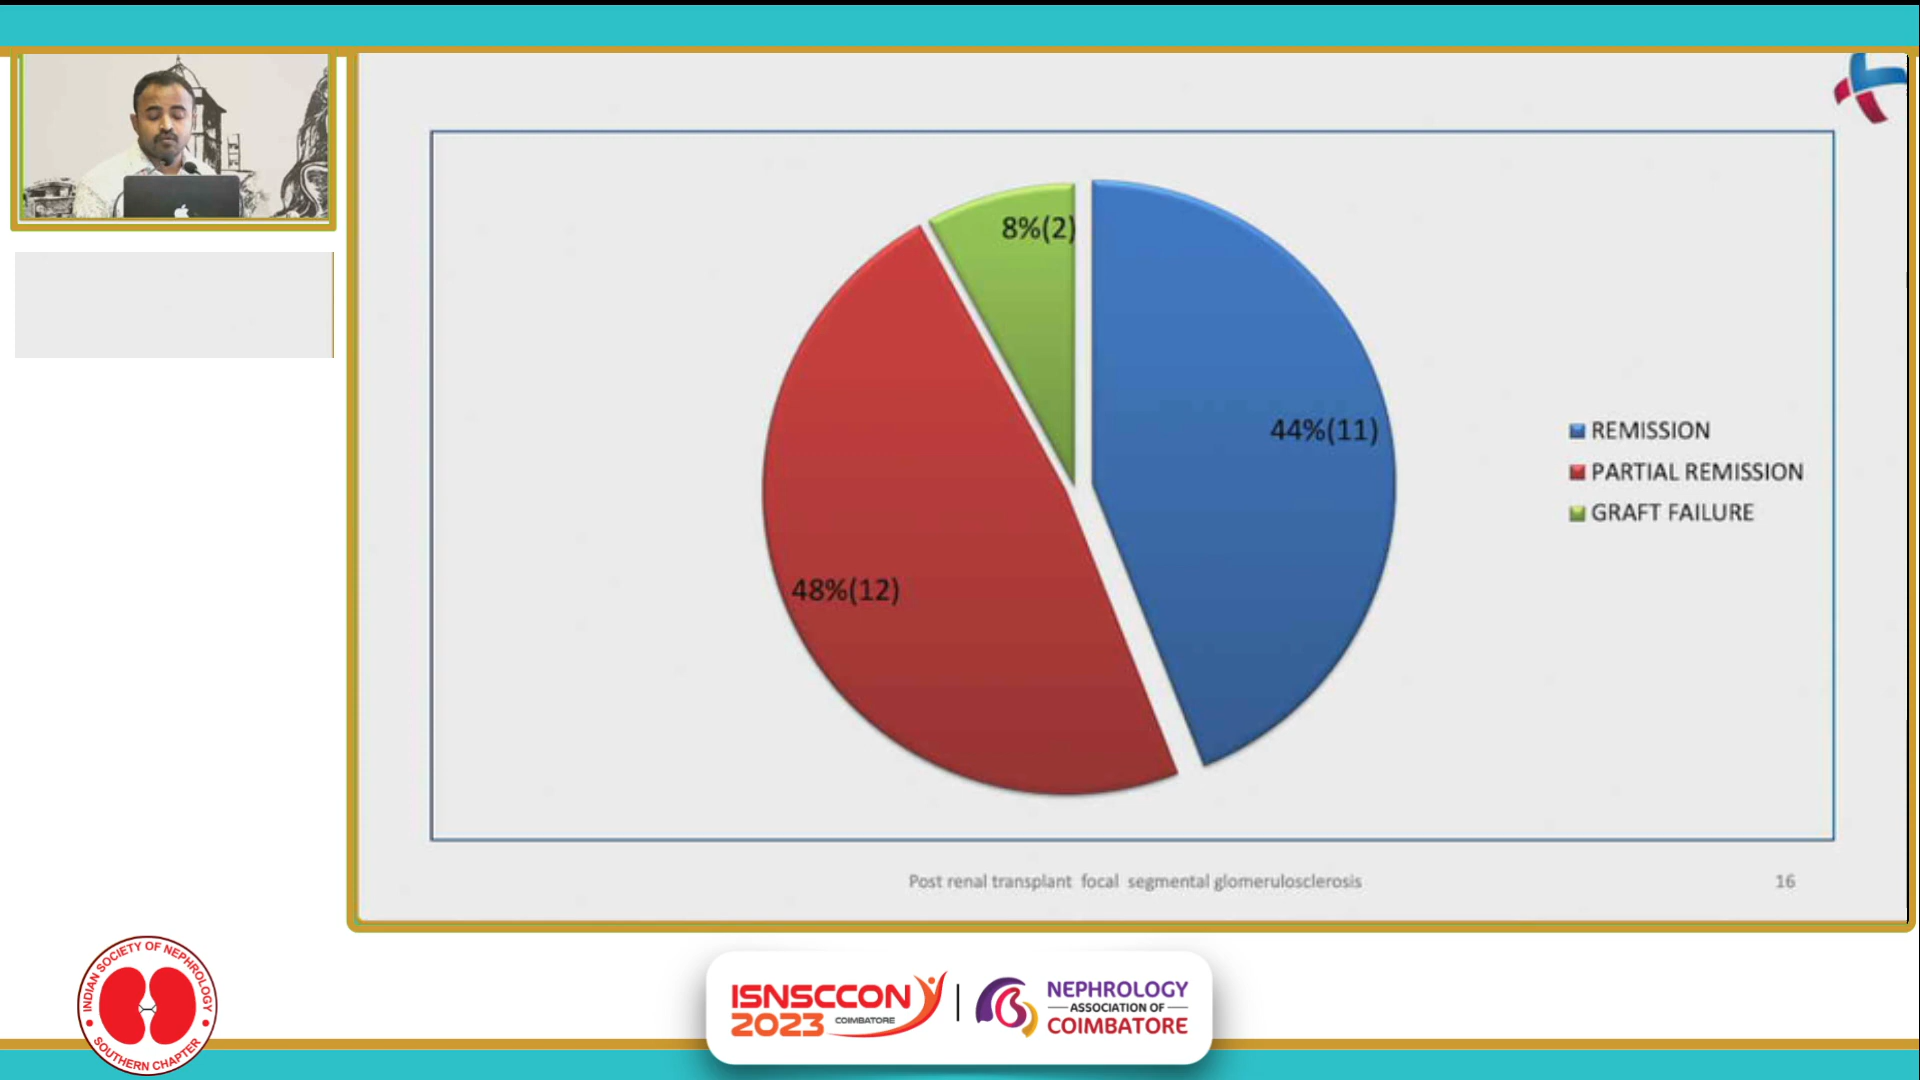 8%(2)
44%(11)
48%(12)
REMISSION
PARTIAL REMISSION
GRAFT FAILURE
Post renal transplant focal segmental glomerulosclerosis
16
INDIAN SOCIETY OF NEPHROLOGY
SOUTHERN CHAPTER
ISNSCCON
2023 COIMBATORE
NEPHROLOGY
ASSOCIATION OF
COIMBATORE